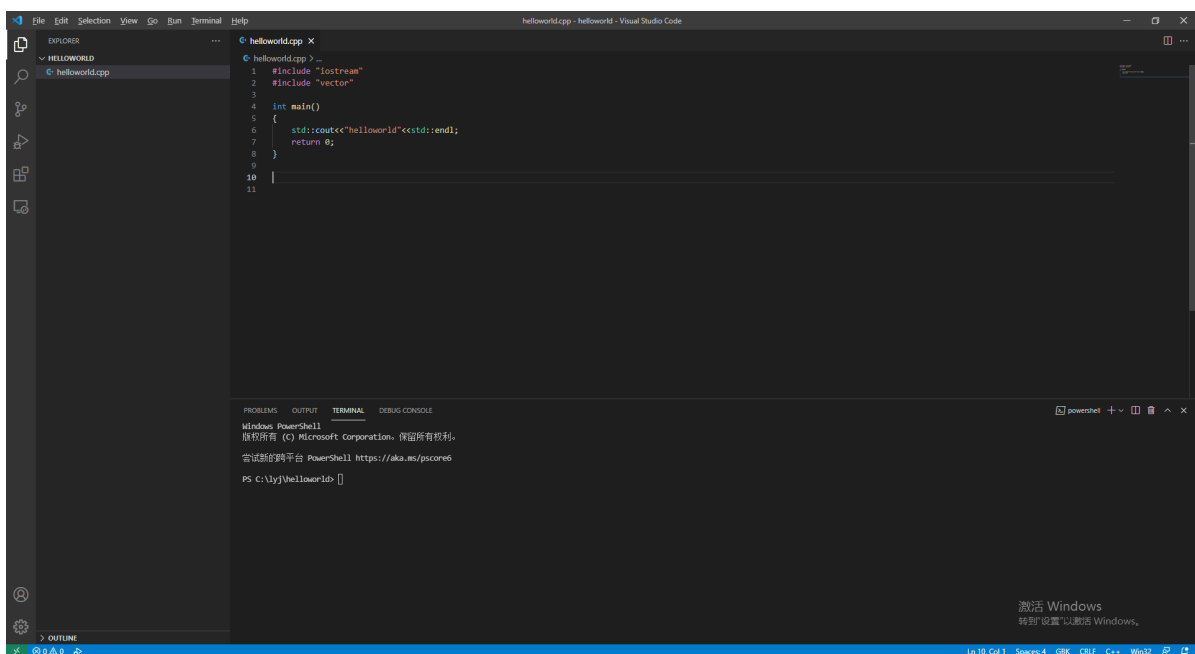 File Edit Selection View Go Run Terminal Help
helloworld.cpp - helloworld - Visual Studio Code
EXPLORER
HELLOWORLD
helloworld.cpp
helloworld.cpp
helloworld.cpp > ...
1 #include "iostream"
2 #include "vector"
3
4 int main()
5 {
6 std::cout<<"helloworld"<<std::endl;
7 return 0;
8 }
9
10
11
PROBLEMS OUTPUT TERMINAL DEBUG CONSOLE
powershell
Windows PowerShell
版权所有 (C) Microsoft Corporation。保留所有权利。
尝试新的跨平台 PowerShell https://aka.ms/pscore6
PS C:\lyj\helloworld>
激活 Windows
转到"设置"以激活 Windows。
OUTLINE
0 0 0
Ln 10, Col 1 Spaces: 4 GBK CRLF C++ Win32